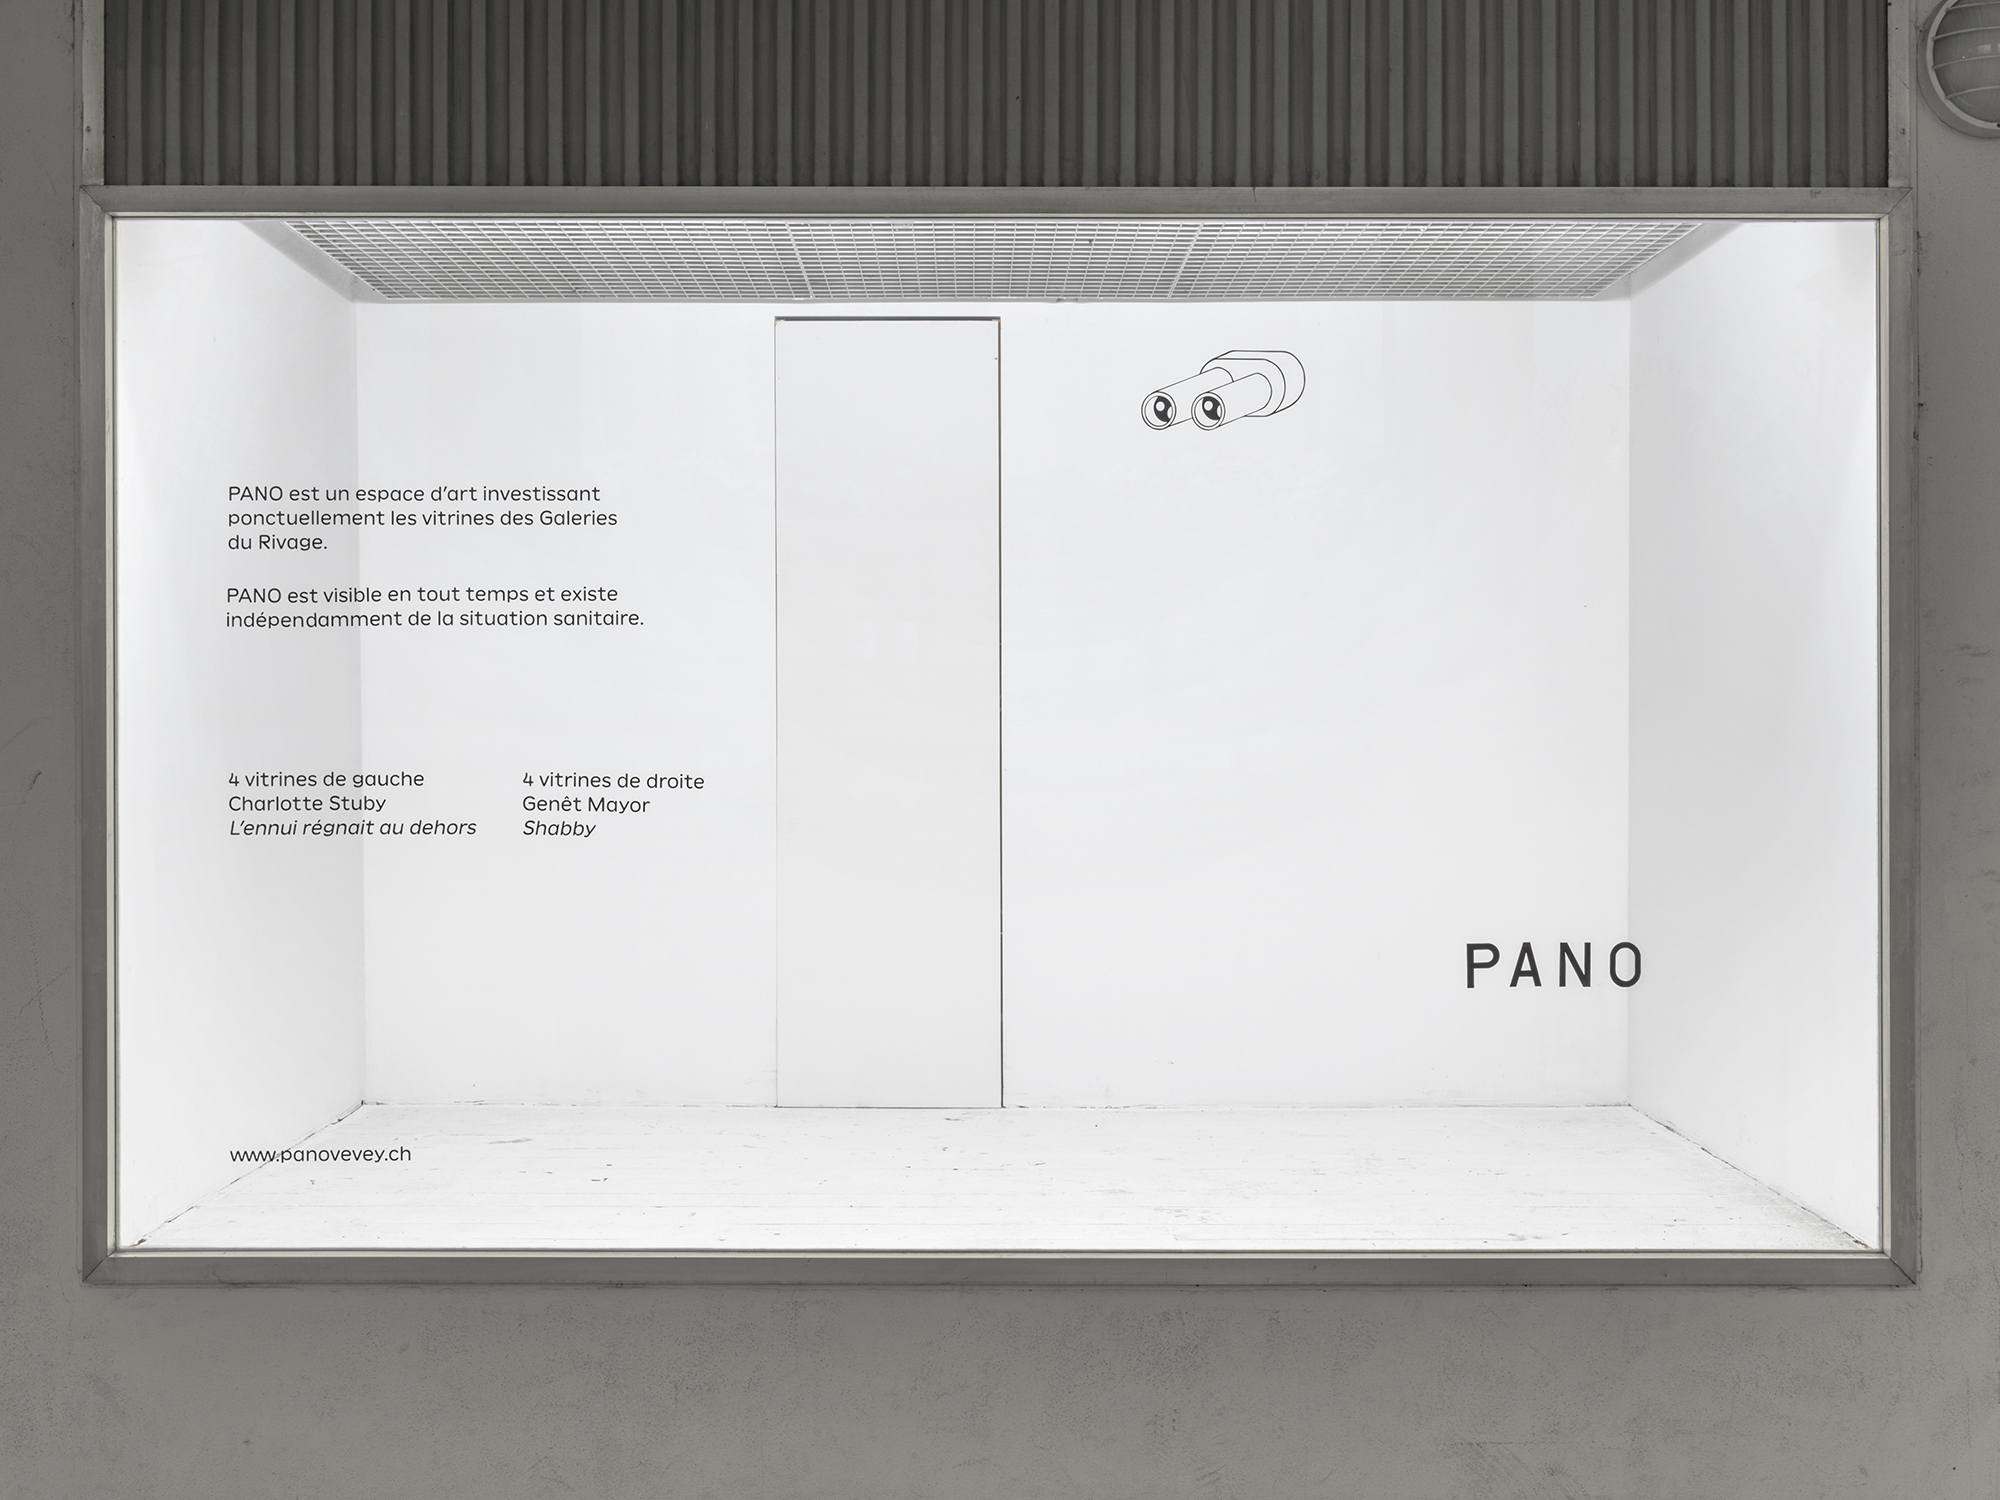 PANO est un espace d’art investissant
ponctuellement les vitrines des Galeries
du Rivage.
PANO est visible en tout temps et existe
indépendamment de la situation sanitaire.
4 vitrines de gauche
Charlotte Stuby
L’ennui régnait au dehors
4 vitrines de droite
Genêt Mayor
Shabby
PANO
www.panovevey.ch